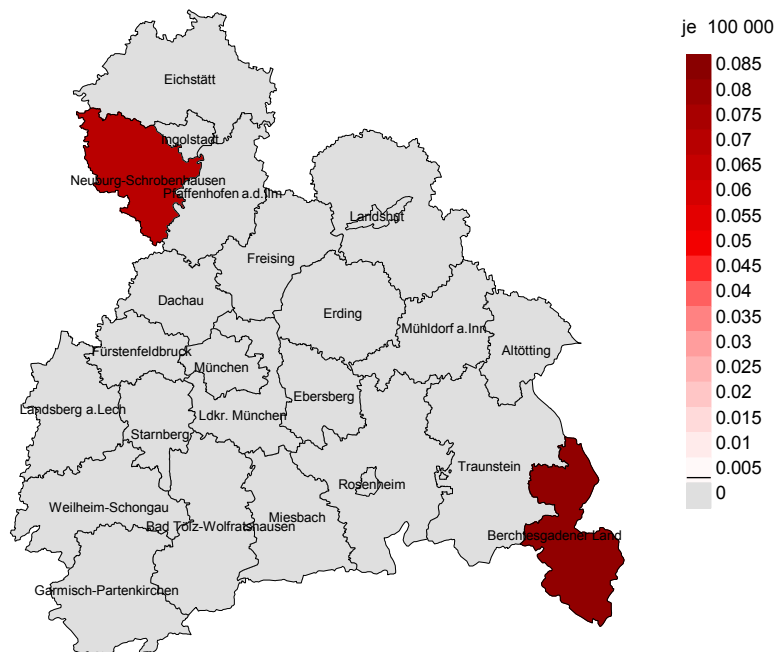 je 100 000
0.085
0.08
0.075
0.07
0.065
0.06
0.055
0.05
0.045
0.04
0.035
0.03
0.025
0.02
0.015
0.01
0.005
0
Eichstätt
Ingolstadt
Neuburg-Schrobenhausen
Pfaffenhofen a.d.Ilm
Landshut
Freising
Dachau
Erding
Mühldorf a.Inn
Fürstenfeldbruck
Altötting
München
Ebersberg
Landsberg a.Lech
Ldkr. München
Starnberg
Traunstein
Rosenheim
Weilheim-Schongau
Miesbach
Bad Tölz-Wolfratshausen
Berchtesgadener Land
Garmisch-Partenkirchen